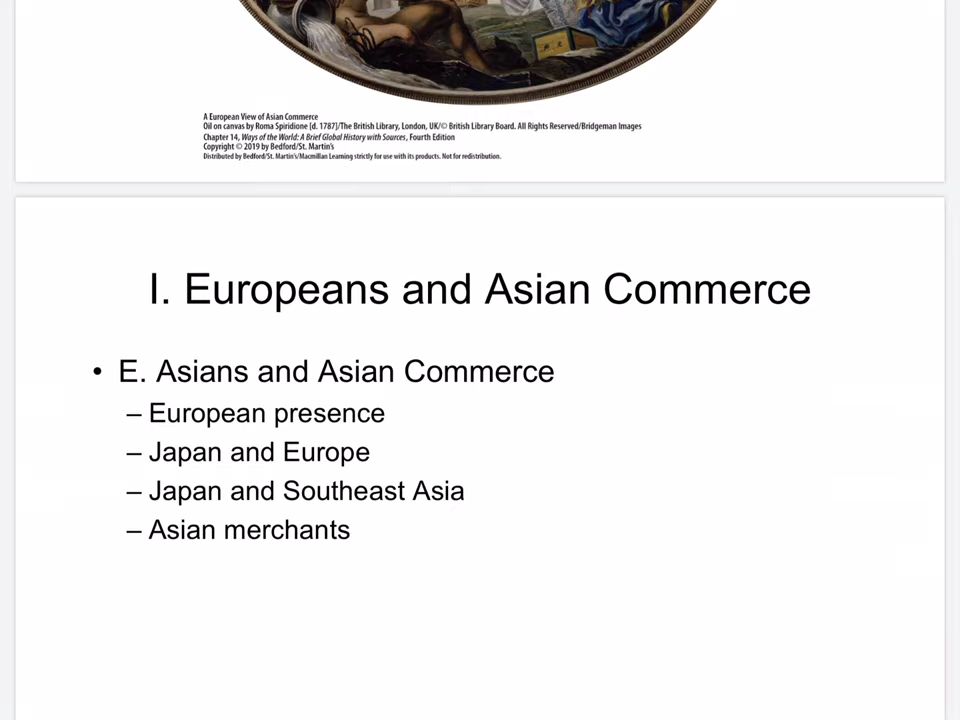 A European View of Asian Commerce
Oil on canvas by Roma Spiridione [d. 1787]/The British Library, London, UK/© British Library Board. All Rights Reserved/Bridgeman Images
Chapter 14, Ways of the World: A Brief Global History with Sources, Fourth Edition
Copyright © 2019 by Bedford/St. Martin's
Distributed by Bedford/St. Martin's/Macmillan Learning strictly for use with its products. Not for redistribution.
I. Europeans and Asian Commerce
• E. Asians and Asian Commerce
– European presence
– Japan and Europe
– Japan and Southeast Asia
– Asian merchants